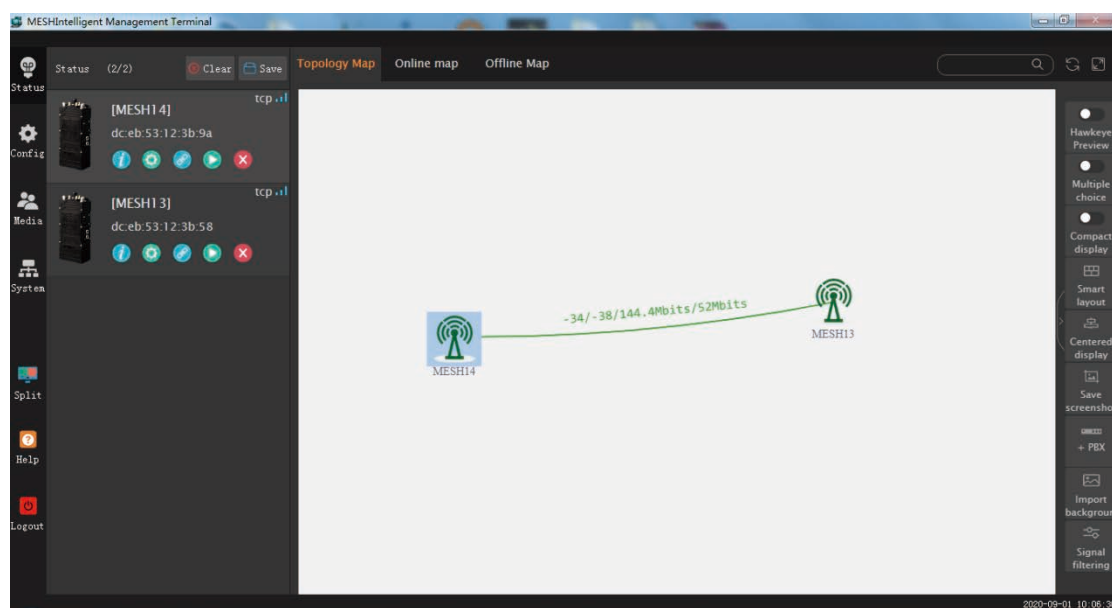 MESHIntelligent Management Terminal
Status
Config
Media
System
Split
Help
Logout
Status (2/2) Clear Save
[MESH14] tcp
dc:eb:53:12:3b:9a
[MESH13] tcp
dc:eb:53:12:3b:58
Topology Map Online map Offline Map
-34/-38/144.4Mbits/52Mbits
MESH14
MESH13
Hawkeye
Preview
Multiple
choice
Compact
display
Smart
layout
Centered
display
Save
screensho
+ PBX
Import
backgroun
Signal
filtering
2020-09-01 10:06:3